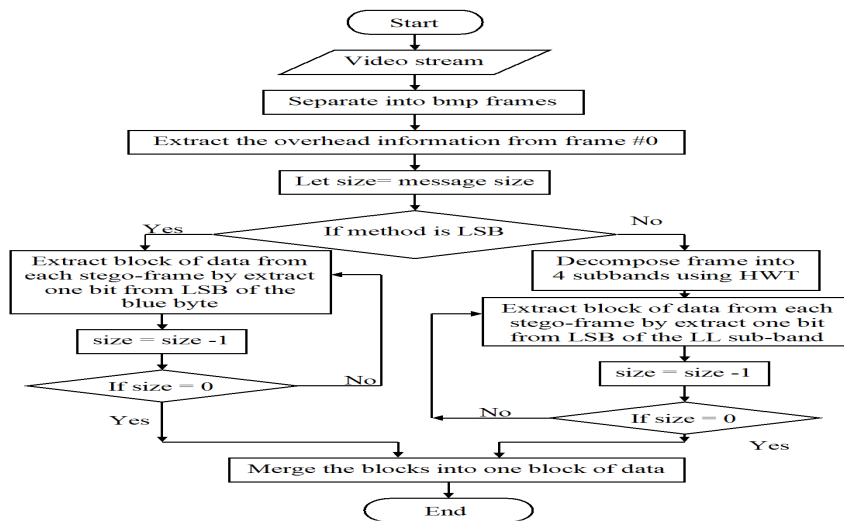 Start
Video stream
Separate into bmp frames
Extract the overhead information from frame #0
Let size= message size
If method is LSB
Yes
No
Extract block of data from
each stego-frame by extract
one bit from LSB of the
blue byte
size = size -1
If size = 0
No
Yes
Decompose frame into
4 subbands using HWT
Extract block of data from each
stego-frame by extract one bit
from LSB of the LL sub-band
size = size -1
If size = 0
No
Yes
Merge the blocks into one block of data
End